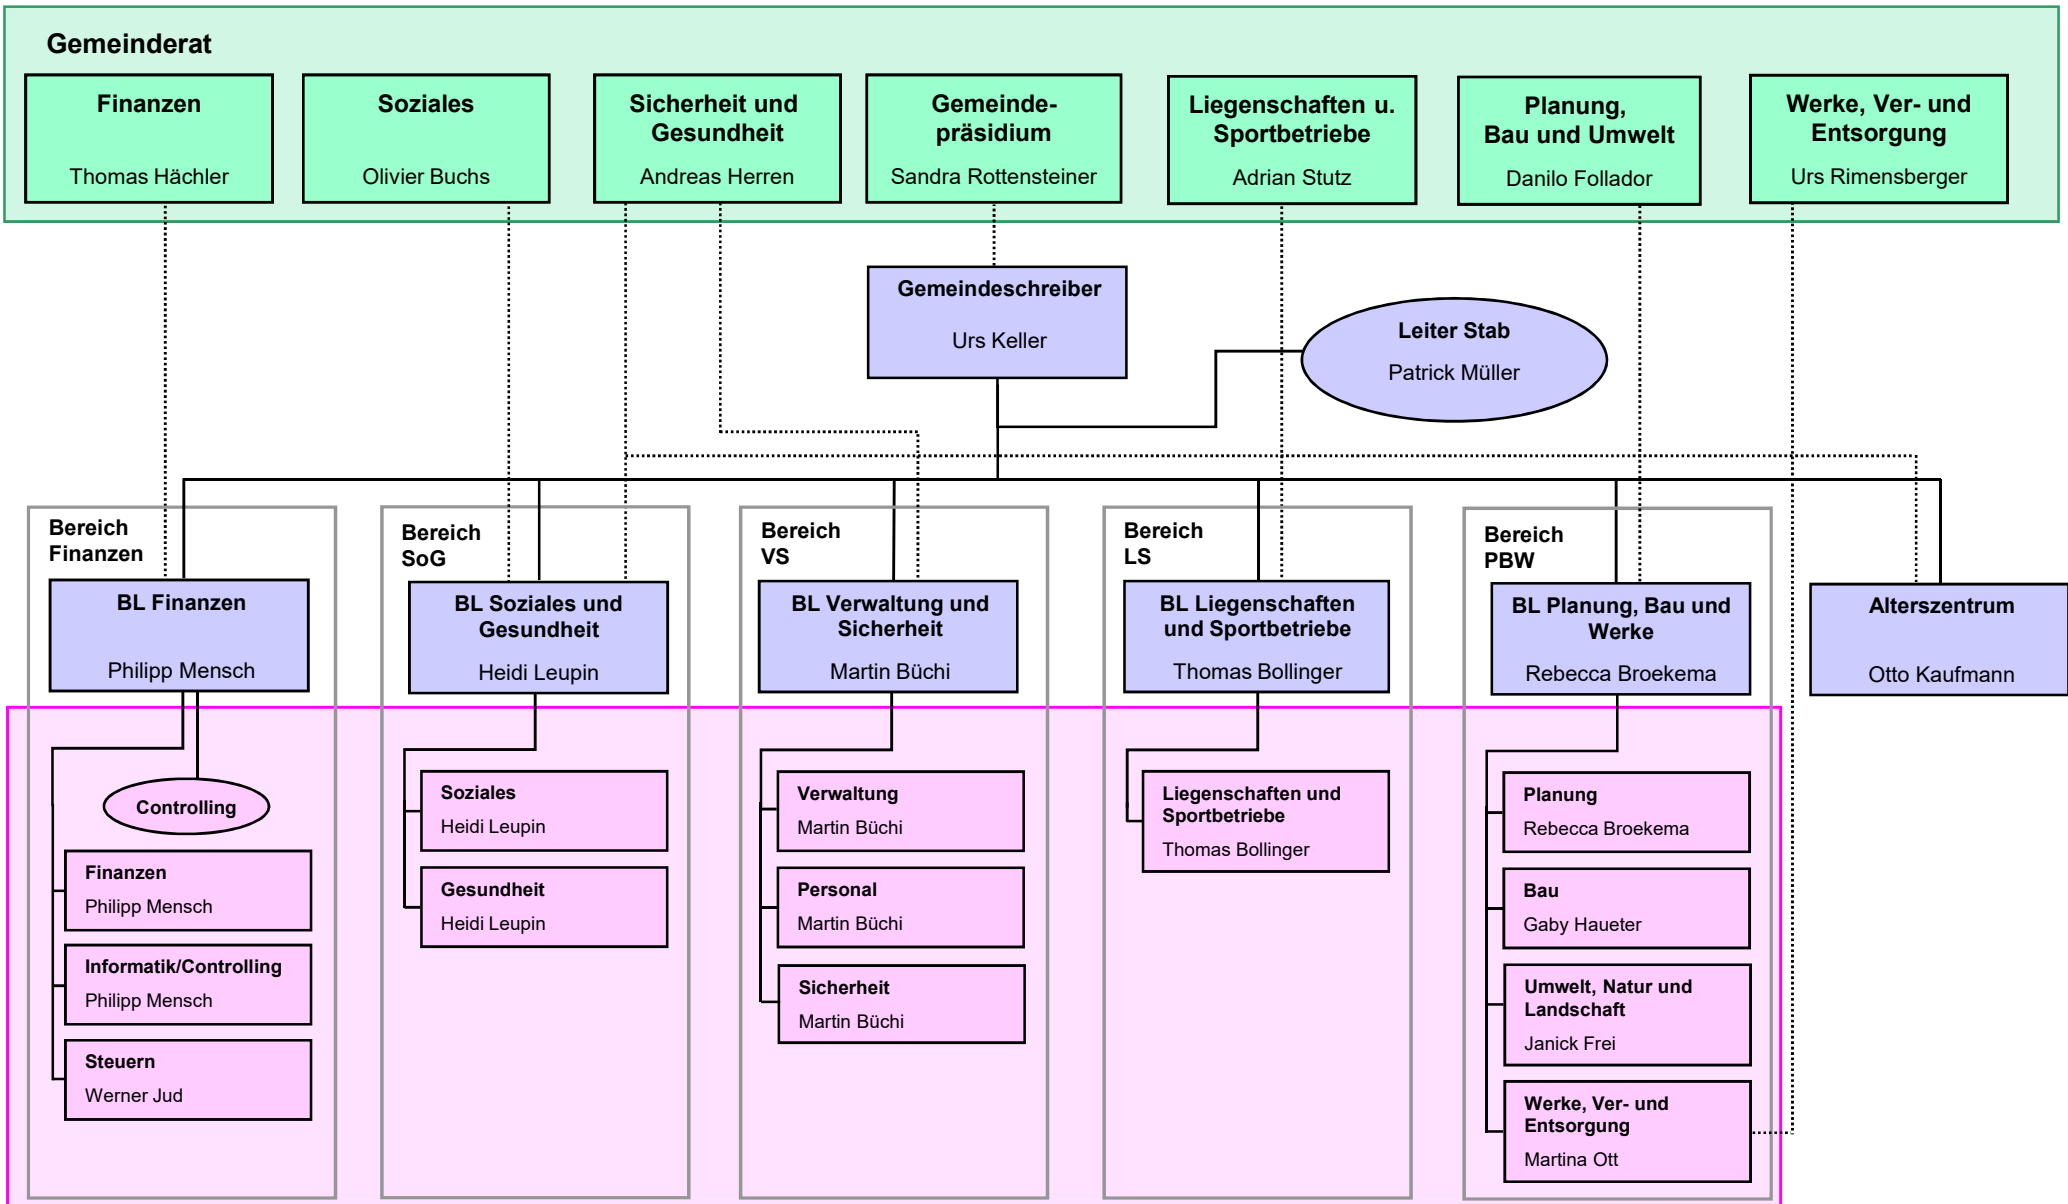 Gemeinderat
Finanzen
Thomas Hächler
Soziales
Olivier Buchs
Sicherheit und
Gesundheit
Andreas Herren
Gemeinde-
präsidium
Sandra Rottensteiner
Liegenschaften u.
Sportbetriebe
Adrian Stutz
Planung,
Bau und Umwelt
Danilo Follador
Werke, Ver- und
Entsorgung
Urs Rimensberger
Gemeindeschreiber
Urs Keller
Leiter Stab
Patrick Müller
Bereich
Finanzen
BL Finanzen
Philipp Mensch
Controlling
Finanzen
Philipp Mensch
Informatik/Controlling
Philipp Mensch
Steuern
Werner Jud
Bereich
SoG
BL Soziales und
Gesundheit
Heidi Leupin
Soziales
Heidi Leupin
Gesundheit
Heidi Leupin
Bereich
VS
BL Verwaltung und
Sicherheit
Martin Büchi
Verwaltung
Martin Büchi
Personal
Martin Büchi
Sicherheit
Martin Büchi
Bereich
LS
BL Liegenschaften
und Sportbetriebe
Thomas Bollinger
Liegenschaften und
Sportbetriebe
Thomas Bollinger
Bereich
PBW
BL Planung, Bau und
Werke
Rebecca Broekema
Planung
Rebecca Broekema
Bau
Gaby Haueter
Umwelt, Natur und
Landschaft
Janick Frei
Werke, Ver- und
Entsorgung
Martina Ott
Alterszentrum
Otto Kaufmann